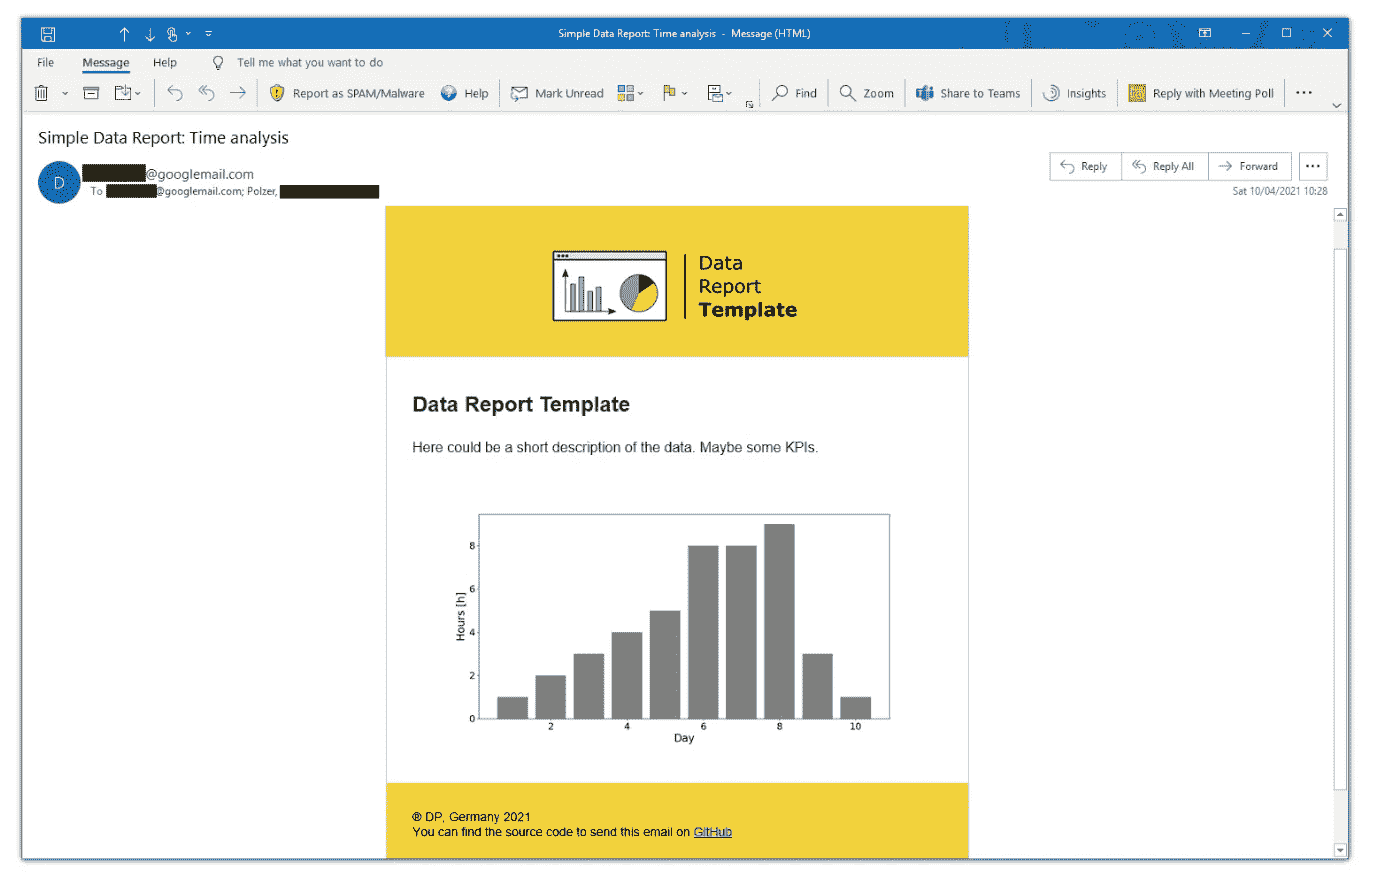 Simple Data Report: Time analysis - Message (HTML)
File Message Help Tell me what you want to do
Report as SPAM/Malware Help Mark Unread Find Zoom Share to Teams Insights Reply with Meeting Poll
Simple Data Report: Time analysis
D
@googlemail.com
To @googlemail.com; Polzer,
Reply Reply All Forward
Sat 10/04/2021 10:28
Data
Report
Template
Data Report Template
Here could be a short description of the data. Maybe some KPIs.
8
6
4
2
0
Hours [h]
2 4 6 8 10
Day
® DP, Germany 2021
You can find the source code to send this email on GitHub